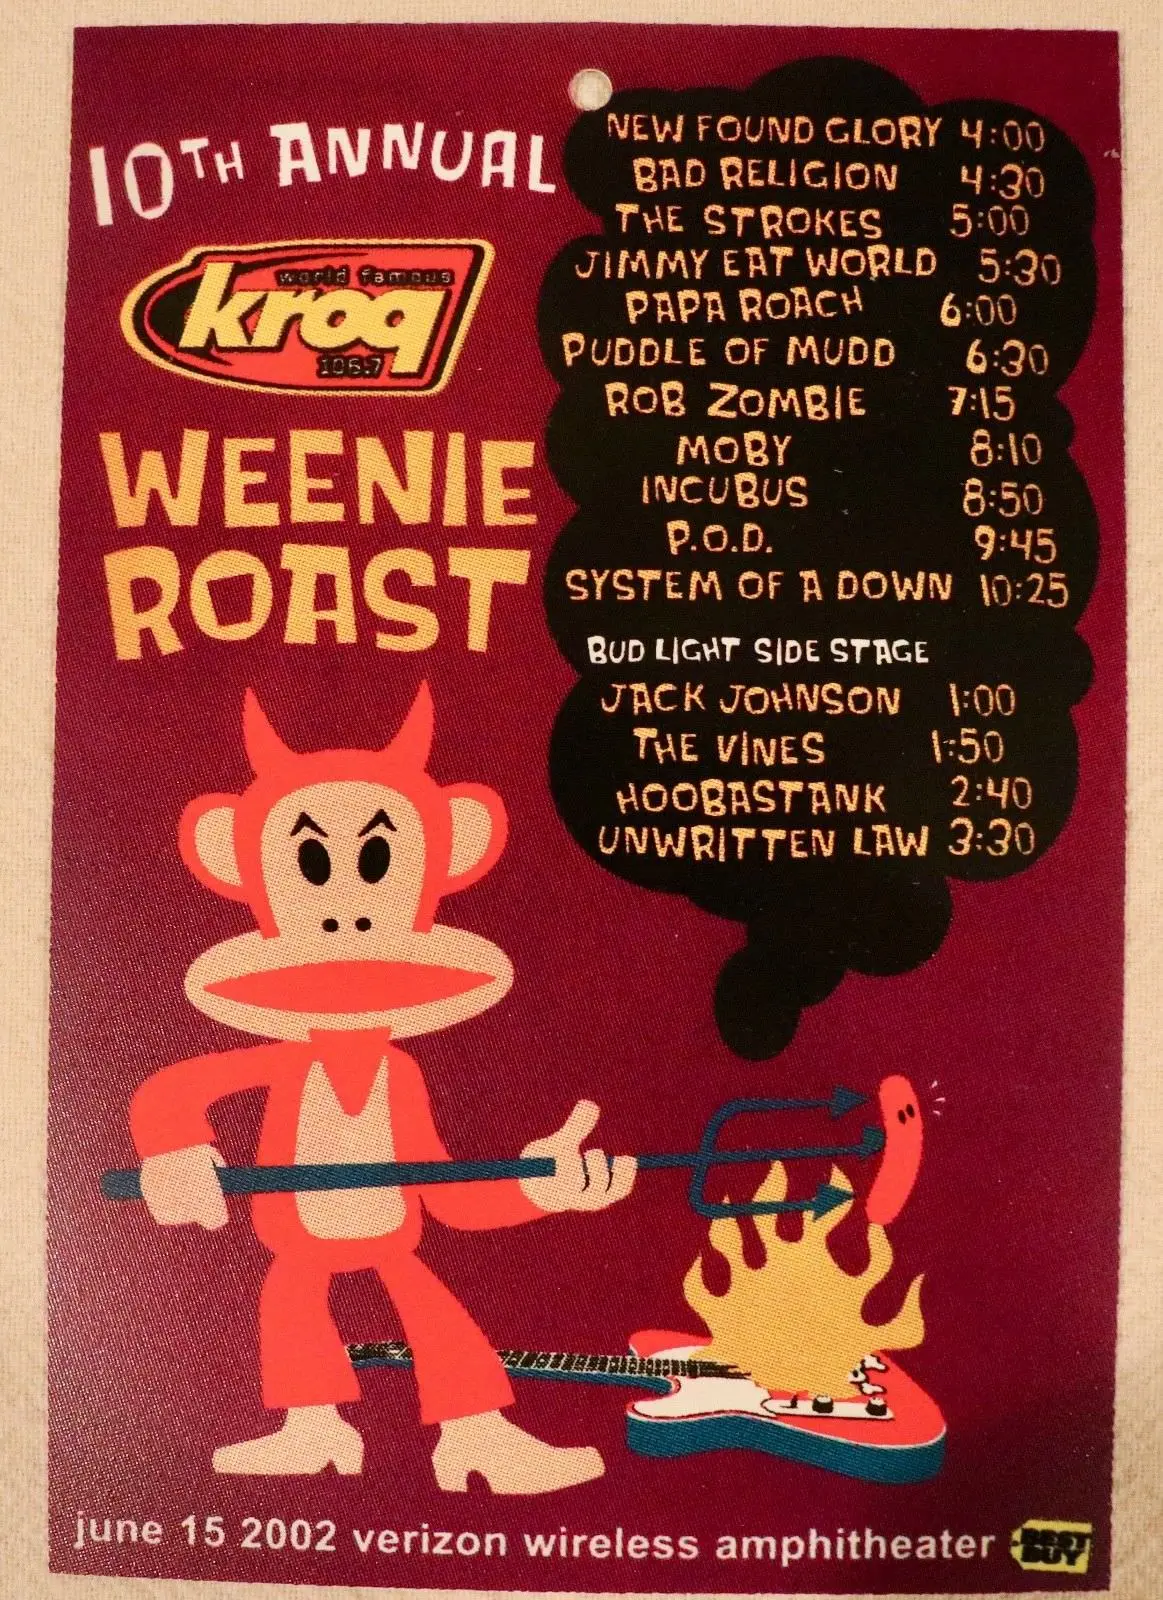 10TH ANNUAL
world famous
kroq
106.7
WEENIE
ROAST
NEW FOUND GLORY 4:00
BAD RELIGION 4:30
THE STROKES 5:00
JIMMY EAT WORLD 5:30
PAPA ROACH 6:00
PUDDLE OF MUDD 6:30
ROB ZOMBIE 7:15
MOBY 8:10
INCUBUS 8:50
P.O.D. 9:45
SYSTEM OF A DOWN 10:25
BUD LIGHT SIDE STAGE
JACK JOHNSON 1:00
THE VINES 1:50
HOOBASTANK 2:40
UNWRITTEN LAW 3:30
june 15 2002 verizon wireless amphitheater
BEST
BUY